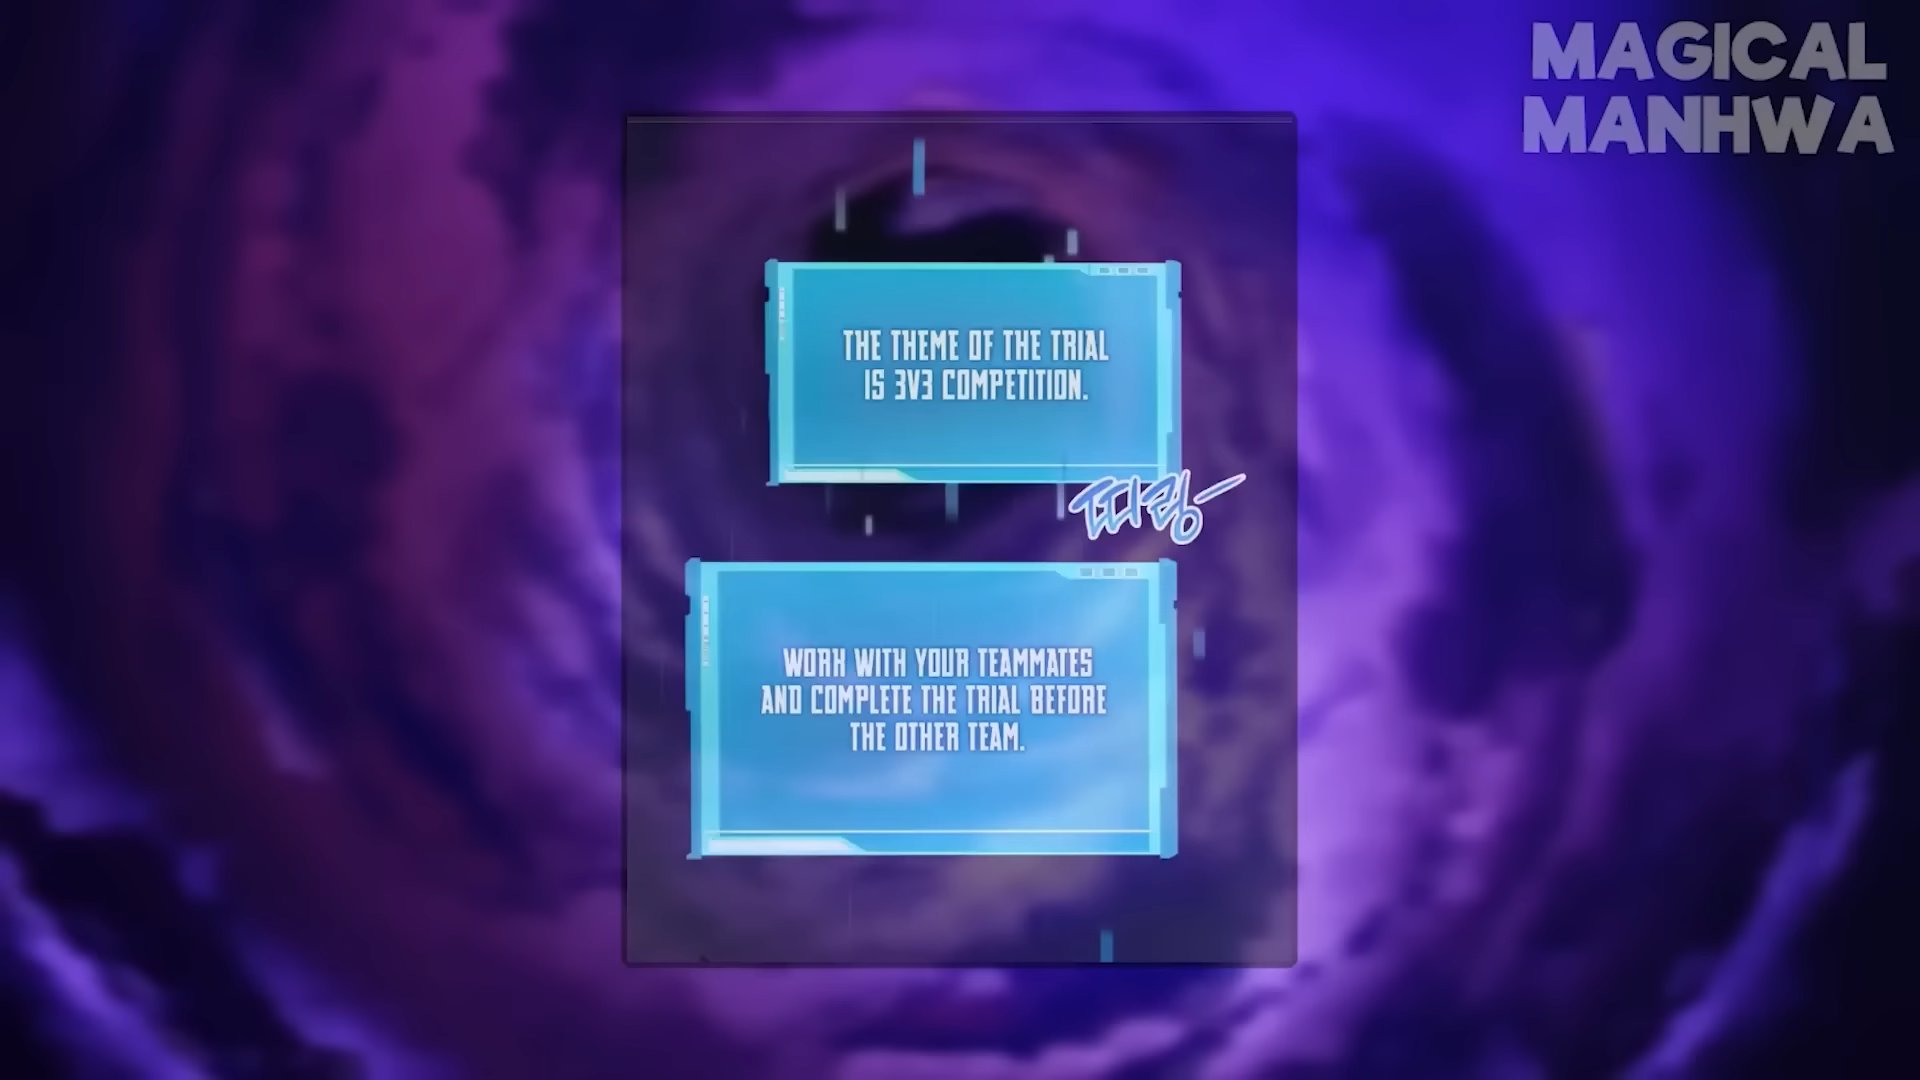 MAGICAL
MANHWA
THE THEME OF THE TRIAL
IS 3V3 COMPETITION.
띠링
WORK WITH YOUR TEAMMATES
AND COMPLETE THE TRIAL BEFORE
THE OTHER TEAM.